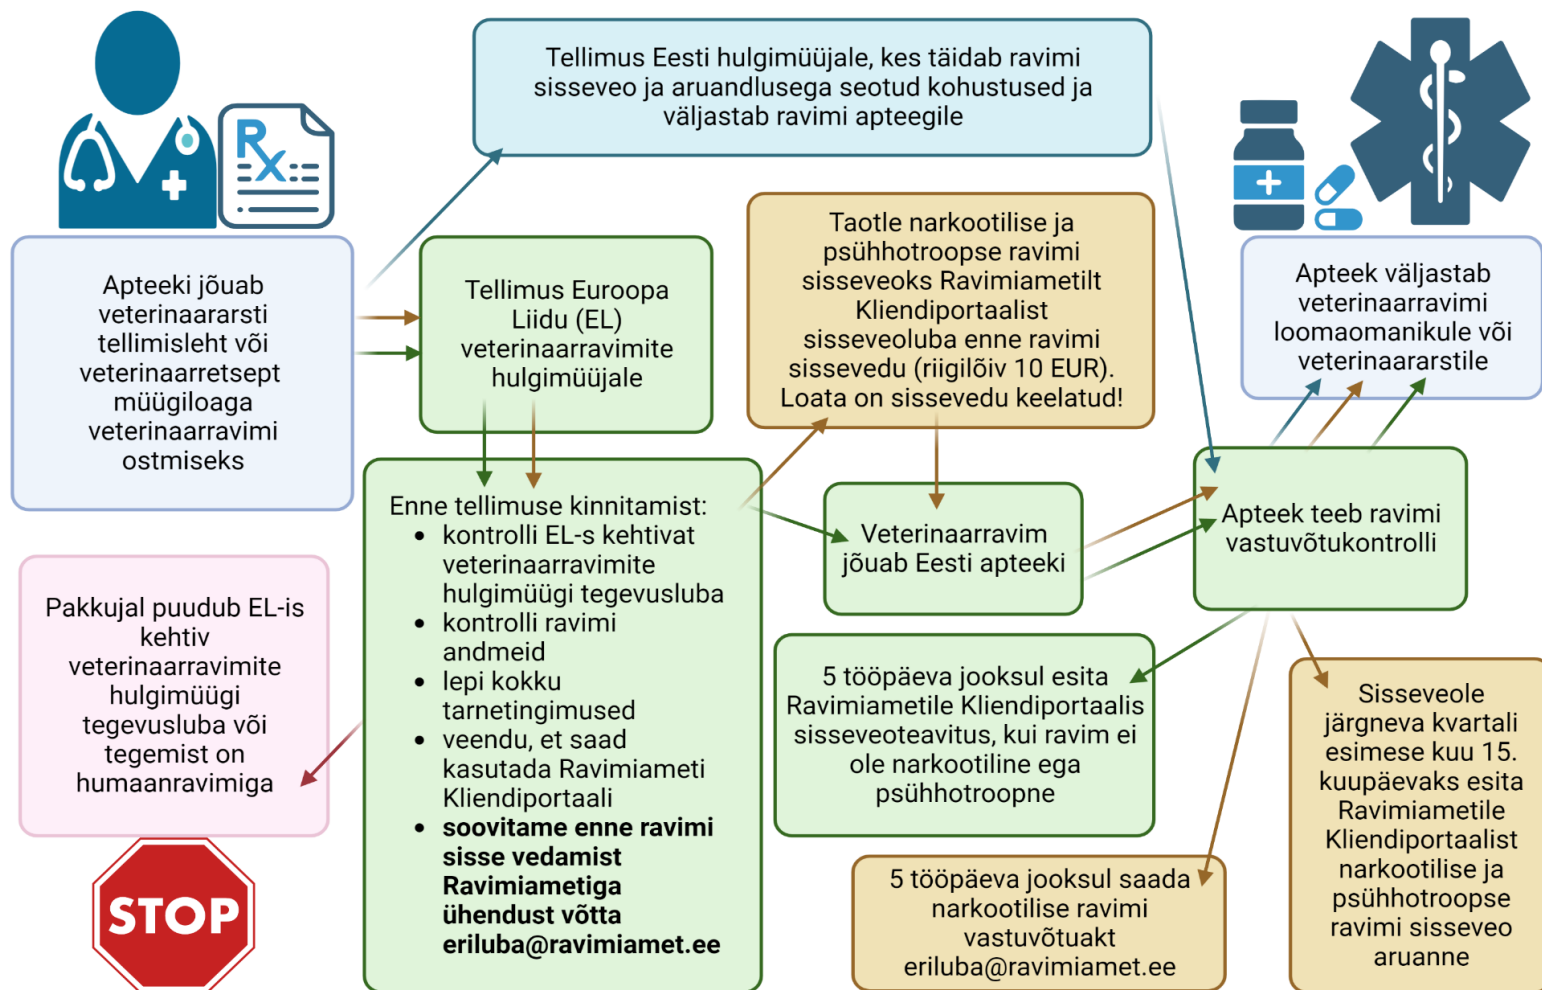 Tellimus Eesti hulgimüüjale, kes täidab ravimi
sisseveo ja aruandlusega seotud kohustused ja
väljastab ravimi apteegile
Rx
Apteeki jõuab
veterinaararsti
tellimisleht või
veterinaarretsept
müügiloaga
veterinaarravimi
ostmiseks
Tellimus Euroopa
Liidu (EL)
veterinaarravimite
hulgimüüjale
Taotle narkootilise ja
psühhotroopse ravimi
sisseveoks Ravimiametilt
Kliendiportaalist
sisseveoluba enne ravimi
sissevedu (riigilõiv 10 EUR).
Loata on sissevedu keelatud!
Apteek väljastab
veterinaarravimi
loomaomanikule või
veterinaararstile
Enne tellimuse kinnitamist:
• kontrolli EL-s kehtivat
veterinaarravimite
hulgimüügi tegevusluba
• kontrolli ravimi
andmeid
• lepi kokku
tarnetingimused
• veendu, et saad
kasutada Ravimiameti
Kliendiportaali
• soovitame enne ravimi
sisse vedamist
Ravimiametiga
ühendust võtta
eriluba@ravimiamet.ee
Veterinaarravim
jõuab Eesti apteeki
Apteek teeb ravimi
vastuvõtukontrolli
Pakkujal puudub EL-is
kehtiv
veterinaarravimite
hulgimüügi
tegevusluba või
tegemist on
humaanravimiga
STOP
5 tööpäeva jooksul esita
Ravimiametile Kliendiportaalis
sisseveoteavitus, kui ravim ei
ole narkootiline ega
psühhotroopne
5 tööpäeva jooksul saada
narkootilise ravimi
vastuvõtuakt
eriluba@ravimiamet.ee
Sisseveole
järgneva kvartali
esimese kuu 15.
kuupäevaks esita
Ravimiametile
Kliendiportaalist
narkootilise ja
psühhotroopse
ravimi sisseveo
aruanne